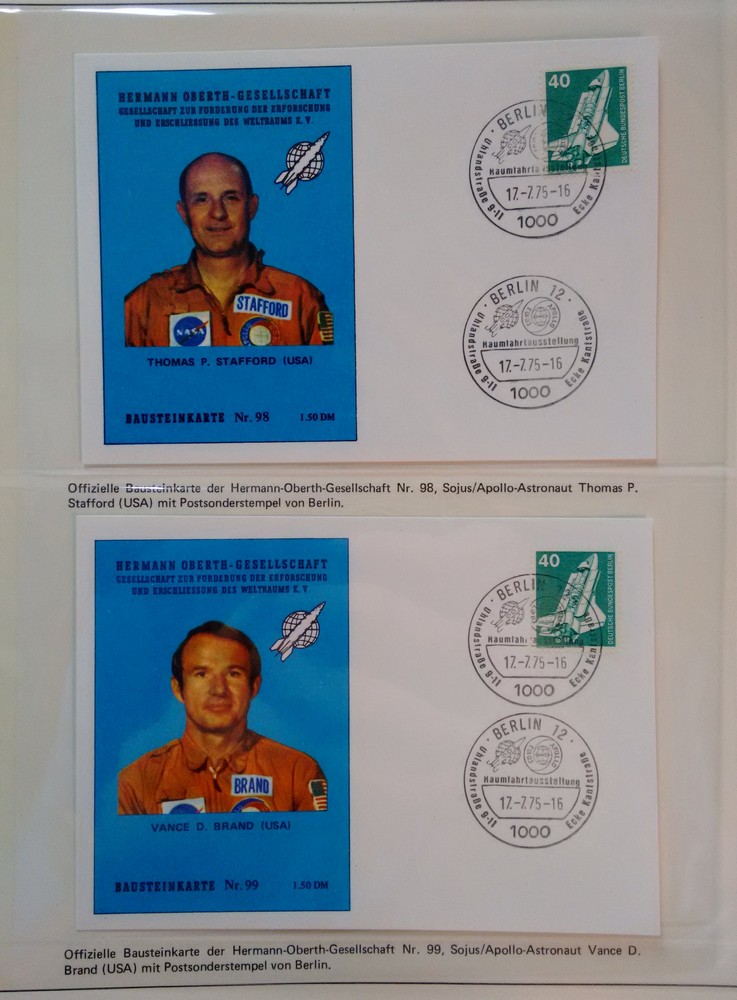 HERMANN OBERTH-GESELLSCHAFT
GESELLSCHAFT ZUR FÖRDERUNG DER ERFORSCHUNG
UND ERSCHLIESSUNG DES WELTRAUMS E. V.
STAFFORD
NASA
THOMAS P. STAFFORD (USA)
BAUSTEINKARTE Nr. 98 1.50 DM
40
DEUTSCHE BUNDESPOST BERLIN
· BERLIN
Raumfahrtausstellung
17.-7.75-16
Uhlandstraße 9-11
Ecke Kantstraße
1000
· BERLIN 12 ·
APOLLO
Raumfahrtausstellung
17.-7.75-16
Uhlandstraße 9-11
Ecke Kantstraße
1000
Offizielle Bausteinkarte der Hermann-Oberth-Gesellschaft Nr. 98, Sojus/Apollo-Astronaut Thomas P.
Stafford (USA) mit Postsonderstempel von Berlin.
HERMANN OBERTH-GESELLSCHAFT
GESELLSCHAFT ZUR FÖRDERUNG DER ERFORSCHUNG
UND ERSCHLIESSUNG DES WELTRAUMS E. V.
BRAND
VANCE D. BRAND (USA)
BAUSTEINKARTE Nr. 99 1.50 DM
40
DEUTSCHE BUNDESPOST BERLIN
· BERLIN
17.-7.75-16
Uhlandstraße 9-11
Ecke Kantstraße
1000
· BERLIN 12 ·
APOLLO
Raumfahrtausstellung
17.-7.75-16
Uhlandstraße 9-11
Ecke Kantstraße
1000
Offizielle Bausteinkarte der Hermann-Oberth-Gesellschaft Nr. 99, Sojus/Apollo-Astronaut Vance D.
Brand (USA) mit Postsonderstempel von Berlin.